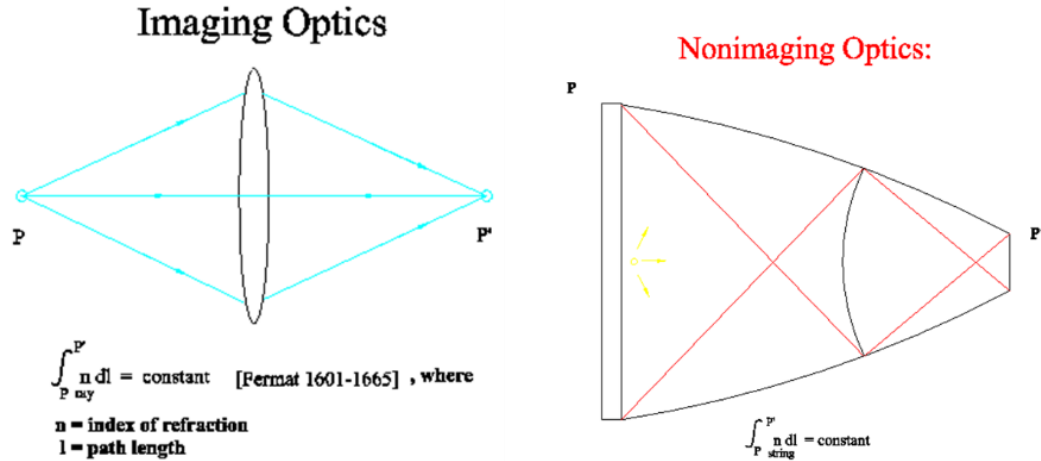 Imaging Optics
P
P'
∫ P P' ray n dl = constant [Fermat 1601-1665] , where
n = index of refraction
l = path length
Nonimaging Optics:
P
P
∫ P P' string n dl = constant